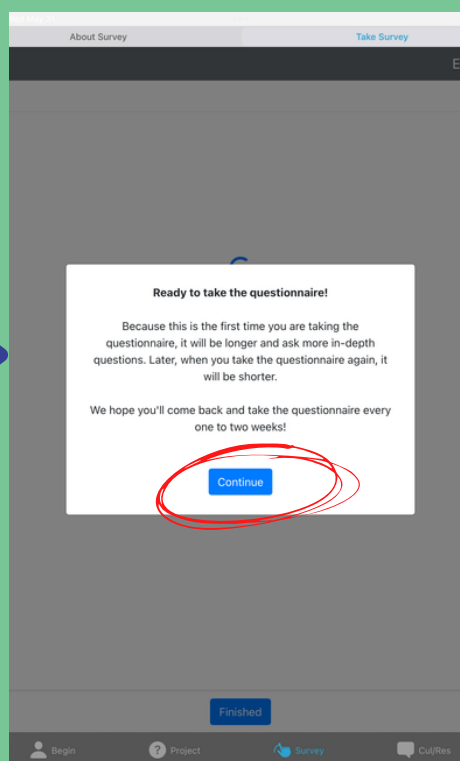 About Survey
Take Survey
E
Ready to take the questionnaire!
Because this is the first time you are taking the
questionnaire, it will be longer and ask more in-depth
questions. Later, when you take the questionnaire again, it
will be shorter.
We hope you'll come back and take the questionnaire every
one to two weeks!
Continue
Finished
Begin
Project
Survey
Cul/Res